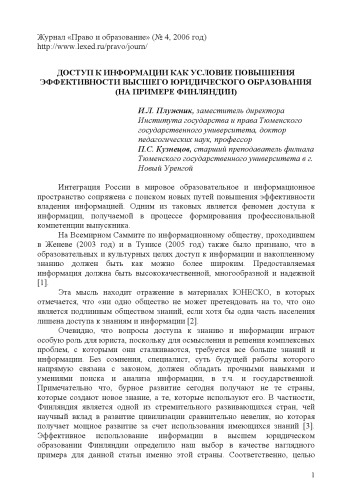 Журнал «Право и образование» (№ 4, 2006 год)
http://www.lexed.ru/pravo/journ/
ДОСТУП К ИНФОРМАЦИИ КАК УСЛОВИЕ ПОВЫШЕНИЯ
ЭФФЕКТИВНОСТИ ВЫСШЕГО ЮРИДИЧЕСКОГО ОБРАЗОВАНИЯ
(НА ПРИМЕРЕ ФИНЛЯНДИИ)
И.Л. Плужник, заместитель директора
Института государства и права Тюменского
государственного университета, доктор
педагогических наук, профессор
П.С. Кузнецов, старший преподаватель филиала
Тюменского государственного университета в г.
Новый Уренгой
Интеграция России в мировое образовательное и информационное
пространство сопряжена с поиском новых путей повышения эффективности
владения информацией. Одним из таковых является феномен доступа к
информации, получаемой в процессе формирования профессиональной
компетенции выпускника.
На Всемирном Саммите по информационному обществу, проходившем
в Женеве (2003 год) и в Тунисе (2005 год) также было признано, что в
образовательных и культурных целях доступ к информации и накопленному
знанию должен быть как можно более широким. Предоставляемая
информация должна быть высококачественной, многообразной и надежной
[1].
Эта мысль находит отражение в материалах ЮНЕСКО, в которых
отмечается, что «ни одно общество не может претендовать на то, что оно
является подлинным обществом знаний, если хотя бы одна часть населения
лишена доступа к знаниям и информации [2].
Очевидно, что вопросы доступа к знанию и информации играют
особую роль для юриста, поскольку для осмысления и решения комплексных
проблем, с которыми они сталкиваются, требуется все больше знаний и
информации. Без сомнения, специалист, суть будущей работы которого
напрямую связана с законом, должен обладать прочными навыками и
умениями поиска и анализа информации, в т.ч. и государственной.
Примечательно что, бурное развитие сегодня получают не те страны,
которые создают новое знание, а те, которые используют его. В частности,
Финляндия является одной из стремительно развивающихся стран, чей
научный вклад в развитие цивилизации сравнительно невелик, но которая
получает мощное развитие за счет использования имеющихся знаний [3].
Эффективное использование информации в высшем юридическом
образовании Финляндии определило наш выбор в качестве наглядного
примера для данной статьи именно этой страны. Соответственно, целью
1